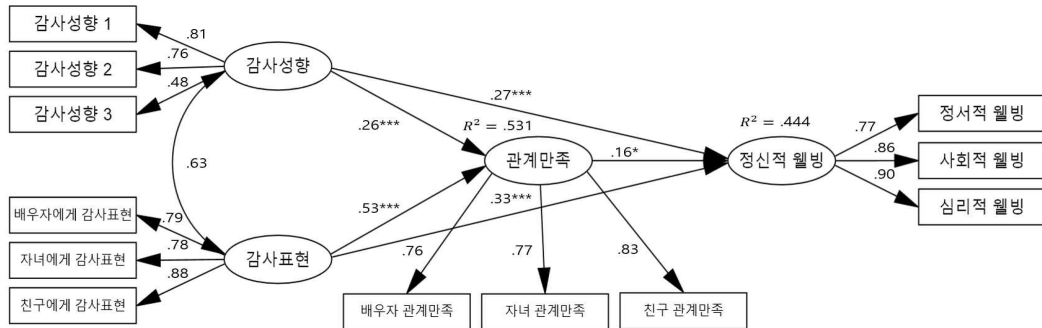 감사성향 1
감사성향 2
감사성향 3
.81
.76
.48
감사성향
.63
배우자에게 감사표현
자녀에게 감사표현
친구에게 감사표현
.79
.78
.88
감사표현
.26***
.53***
.27***
.33***
R² = .531
관계만족
.16*
R² = .444
정신적 웰빙
.77
.86
.90
정서적 웰빙
사회적 웰빙
심리적 웰빙
.76
.77
.83
배우자 관계만족
자녀 관계만족
친구 관계만족